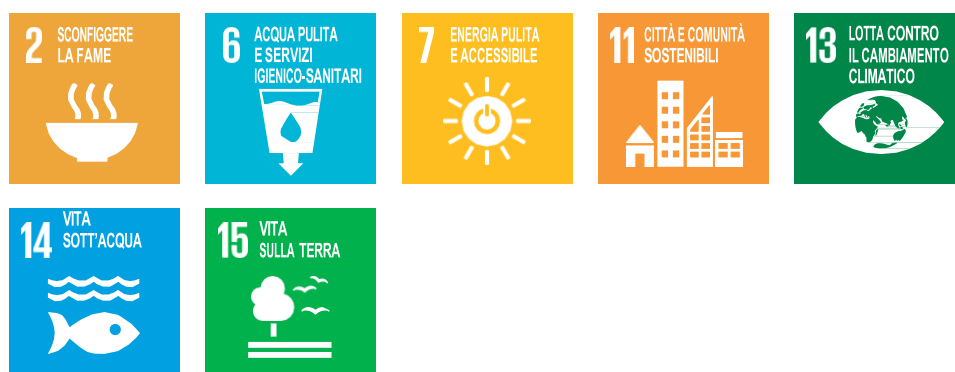 2 SCONFIGGERE
LA FAME
6 ACQUA PULITA
E SERVIZI
IGIENICO-SANITARI
7 ENERGIA PULITA
E ACCESSIBILE
11 CITTÀ E COMUNITÀ
SOSTENIBILI
13 LOTTA CONTRO
IL CAMBIAMENTO
CLIMATICO
14 VITA
SOTT'ACQUA
15 VITA
SULLA TERRA